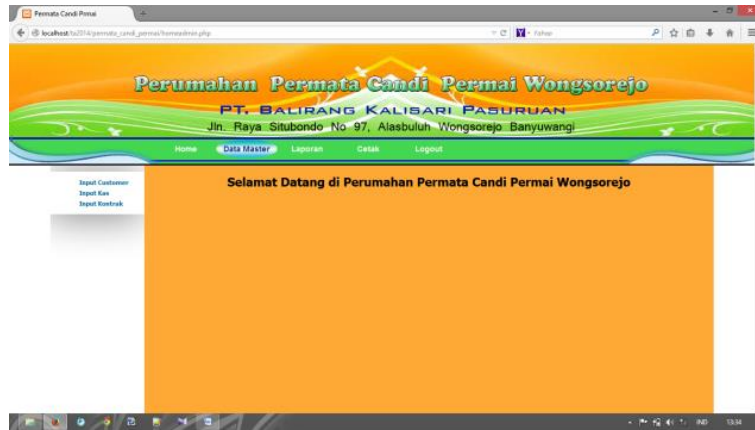 Permata Candi Pirmai
localhost/ta2014/permata_candi_permai/homeadmin.php
Yahoo
Perumahan Permata Candi Permai Wongsorejo
PT. BALIRANG KALISARI PASURUAN
Jln. Raya Situbondo No 97, Alasbuluh Wongsorejo Banyuwangi
Home Data Master Laporan Cetak Logout
Input Customer
Input Kas
Input Kontrak
Selamat Datang di Perumahan Permata Candi Permai Wongsorejo
IND 13:34